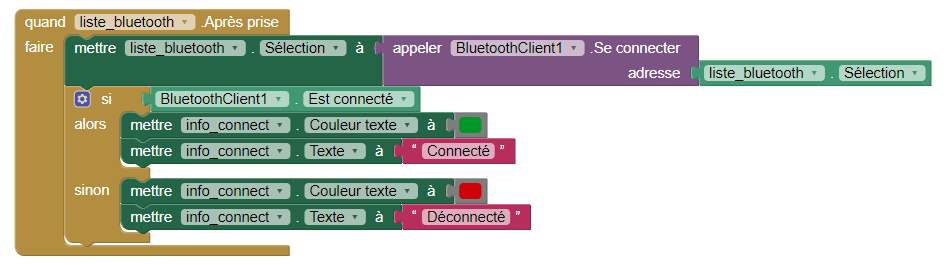 quand liste_bluetooth .Après prise
faire mettre liste_bluetooth . Sélection à appeler BluetoothClient1 .Se connecter
adresse liste_bluetooth . Sélection
si BluetoothClient1 . Est connecté
alors mettre info_connect . Couleur texte à
mettre info_connect . Texte à “ Connecté ”
sinon mettre info_connect . Couleur texte à
mettre info_connect . Texte à “ Déconnecté ”